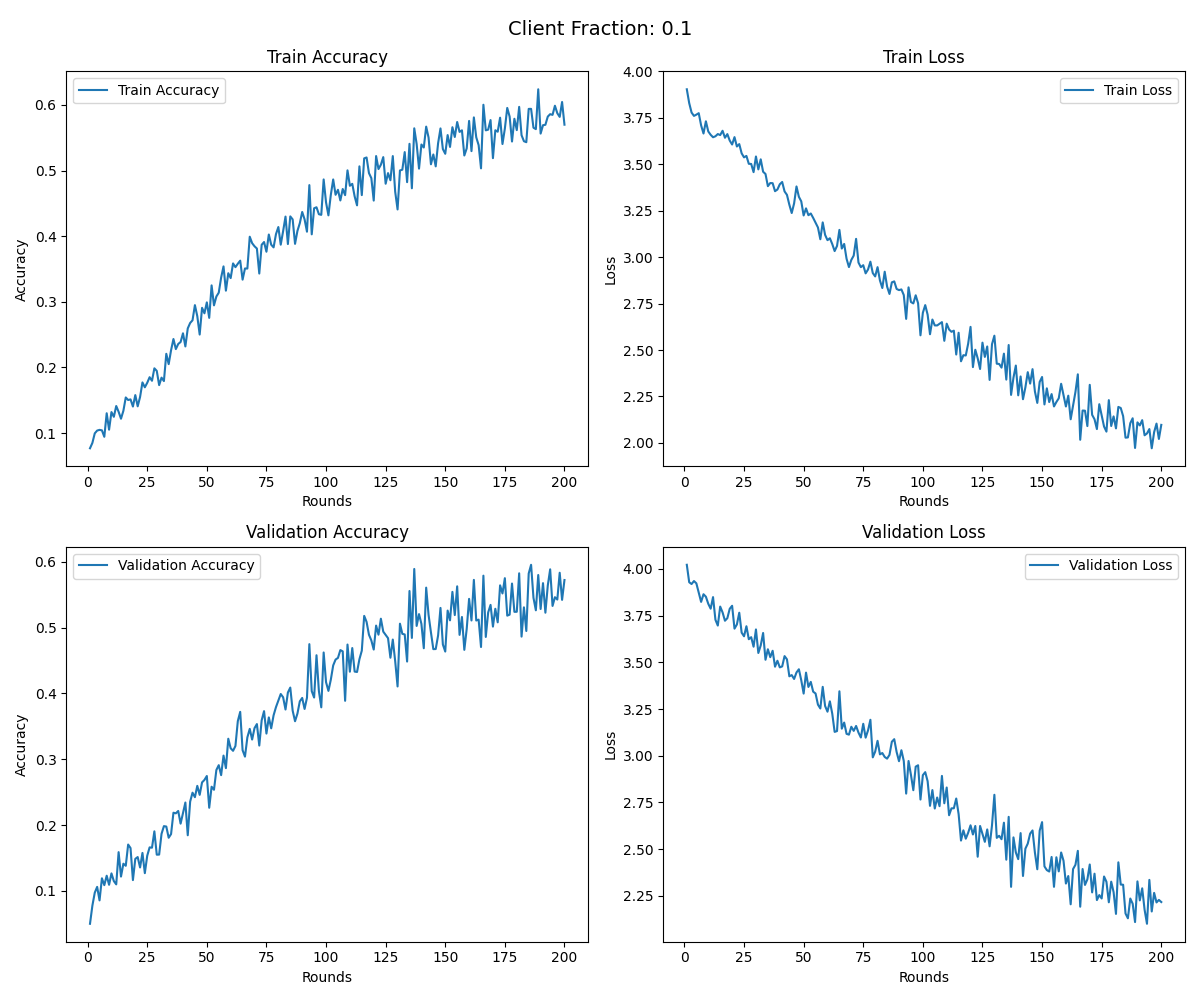 Client Fraction: 0.1
Train Accuracy
Train Accuracy
Accuracy
0.6
0.5
0.4
0.3
0.2
0.1
0 25 50 75 100 125 150 175 200
Rounds
Train Loss
Train Loss
Loss
4.00
3.75
3.50
3.25
3.00
2.75
2.50
2.25
2.00
0 25 50 75 100 125 150 175 200
Rounds
Validation Accuracy
Validation Accuracy
Accuracy
0.6
0.5
0.4
0.3
0.2
0.1
0 25 50 75 100 125 150 175 200
Rounds
Validation Loss
Validation Loss
Loss
4.00
3.75
3.50
3.25
3.00
2.75
2.50
2.25
0 25 50 75 100 125 150 175 200
Rounds